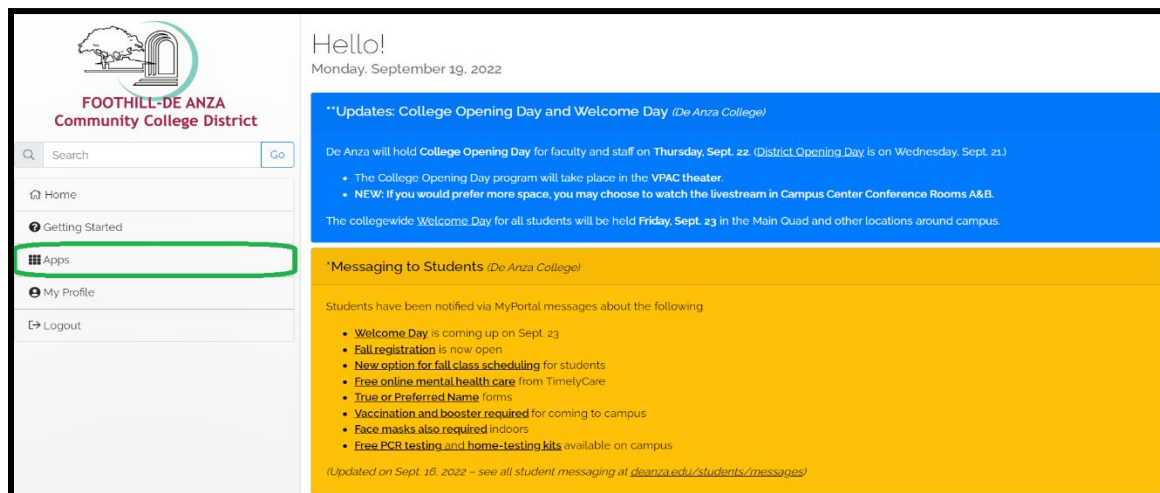 FOOTHILL-DE ANZA
Community College District
Search
Go
Home
Getting Started
Apps
My Profile
Logout
Hello!
Monday, September 19, 2022
**Updates: College Opening Day and Welcome Day (De Anza College)
De Anza will hold College Opening Day for faculty and staff on Thursday, Sept. 22. (District Opening Day is on Wednesday, Sept. 21.)
• The College Opening Day program will take place in the VPAC theater.
• NEW: If you would prefer more space, you may choose to watch the livestream in Campus Center Conference Rooms A&B.
The collegewide Welcome Day for all students will be held Friday, Sept. 23 in the Main Quad and other locations around campus.
*Messaging to Students (De Anza College)
Students have been notified via MyPortal messages about the following
• Welcome Day is coming up on Sept. 23
• Fall registration is now open
• New option for fall class scheduling for students
• Free online mental health care from TimelyCare
• True or Preferred Name forms
• Vaccination and booster required for coming to campus
• Face masks also required indoors
• Free PCR testing and home-testing kits available on campus
(Updated on Sept. 16, 2022 – see all student messaging at deanza.edu/students/messages)